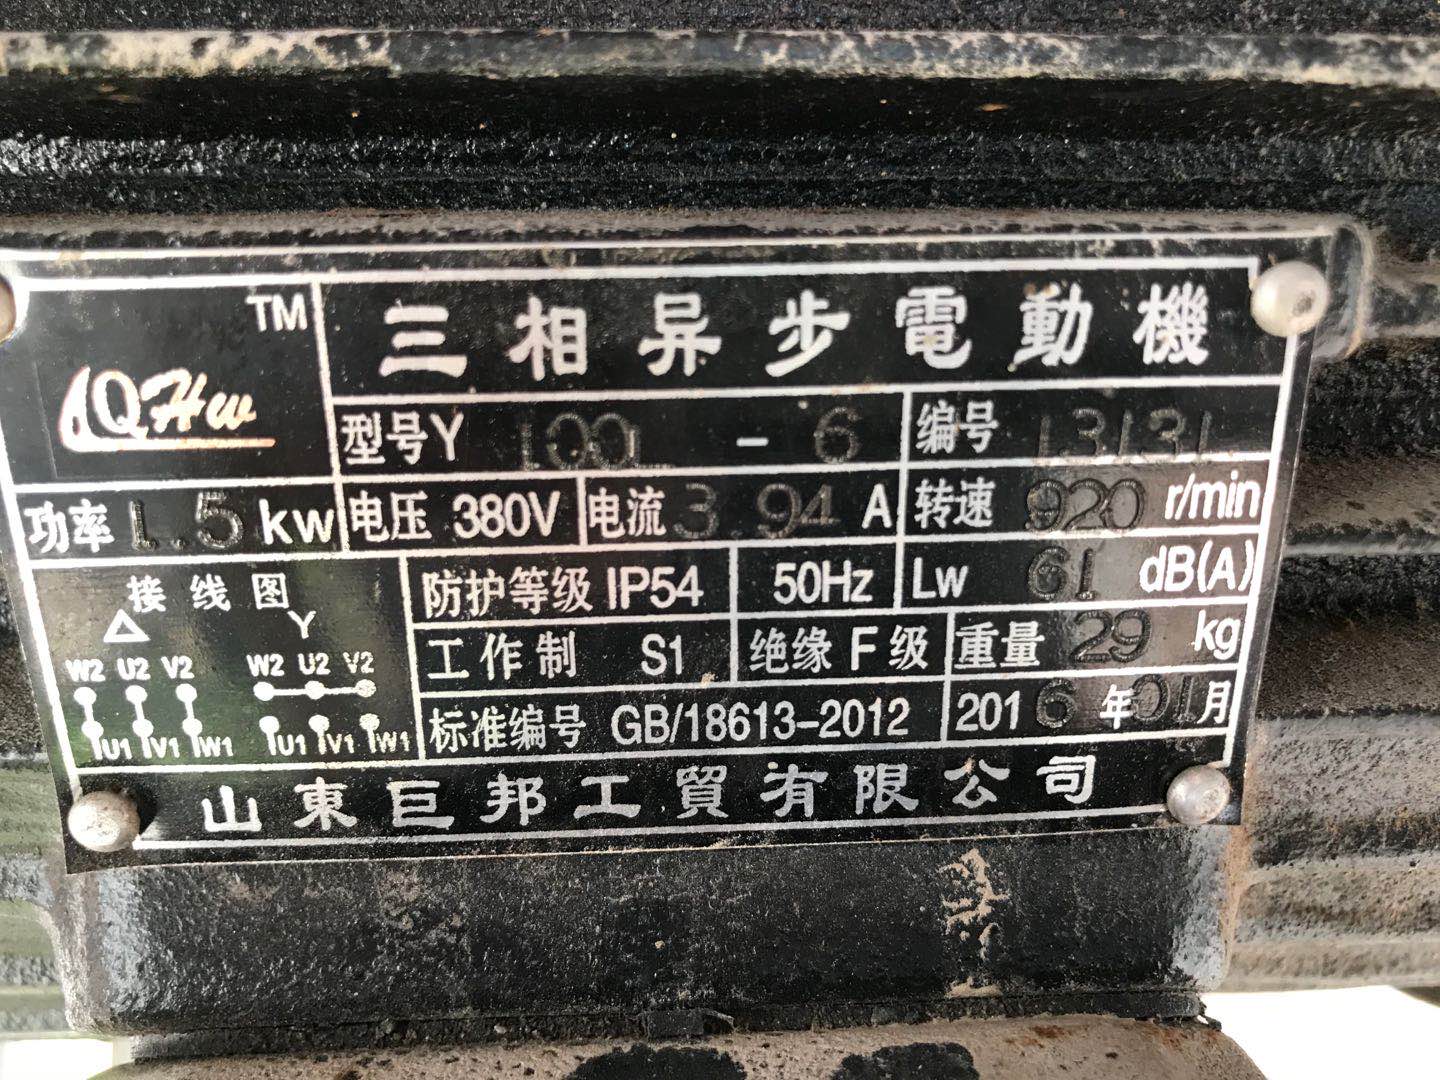 TM
三相异步電動機
QHw
型号Y 100L - 6 编号 13131
功率 1.5 kw 电压 380V 电流 3.94 A 转速 920 r/min
接线图 防护等级 IP54 50Hz Lw 61 dB(A)
△ Y
W2 U2 V2 W2 U2 V2
工作制 S1 绝缘 F 级 重量 29 kg
U1 V1 W1 U1 V1 W1
标准编号 GB/18613-2012 2016年01月
山東巨邦工貿有限公司